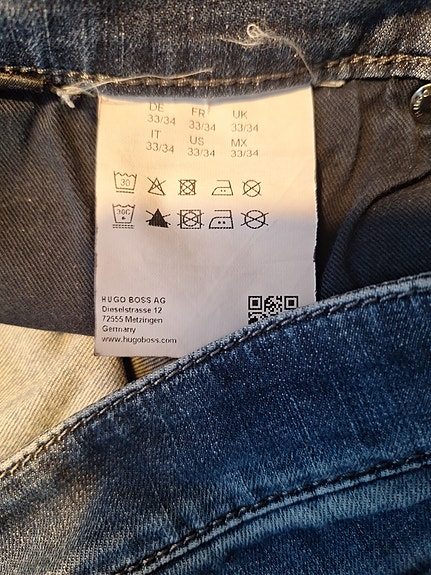 DE FR UK
33/34 33/34 33/34
IT US MX
33/34 33/34 33/34
30
30C
HUGO BOSS AG
Dieselstrasse 12
72555 Metzingen
Germany
www.hugoboss.com